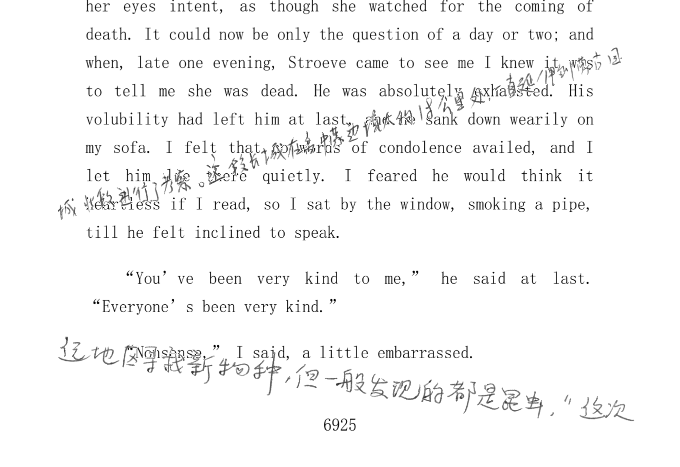 her eyes intent, as though she watched for the coming of
death. It could now be only the question of a day or two; and
when, late one evening, Stroeve came to see me I knew it was
to tell me she was dead. He was absolutely exhausted. His
volubility had left him at last, and he sank down wearily on
my sofa. I felt that no words of condolence availed, and I
let him lie there quietly. I feared he would think it
heartless if I read, so I sat by the window, smoking a pipe,
till he felt inclined to speak.
“You’ve been very kind to me,” he said at last.
“Everyone’s been very kind.”
“Nonsense,” I said, a little embarrassed.
这地区寻找新物种，但一般发现的都是昆虫，“这次
6925